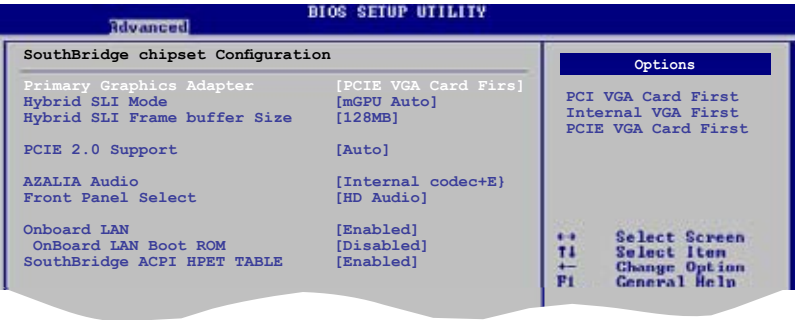 BIOS SETUP UTILITY
Advanced
SouthBridge chipset Configuration
Primary Graphics Adapter [PCIE VGA Card Firs]
Hybrid SLI Mode [mGPU Auto]
Hybrid SLI Frame buffer Size [128MB]
PCIE 2.0 Support [Auto]
AZALIA Audio [Internal codec+E}
Front Panel Select [HD Audio]
Onboard LAN [Enabled]
OnBoard LAN Boot ROM [Disabled]
SouthBridge ACPI HPET TABLE [Enabled]
Options
PCI VGA Card First
Internal VGA First
PCIE VGA Card First
←→ Select Screen
↑↓ Select Item
+- Change Option
F1 General Help